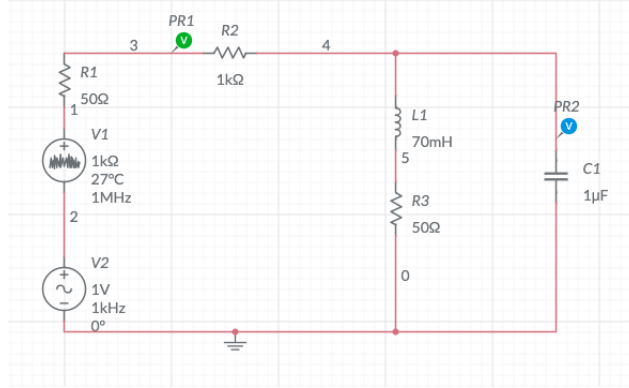 PR1
V
R2
3
4
1kΩ
R1
50Ω
1
V1
1kΩ
27°C
1MHz
2
V2
1V
1kHz
0°
L1
70mH
5
R3
50Ω
0
PR2
V
C1
1μF